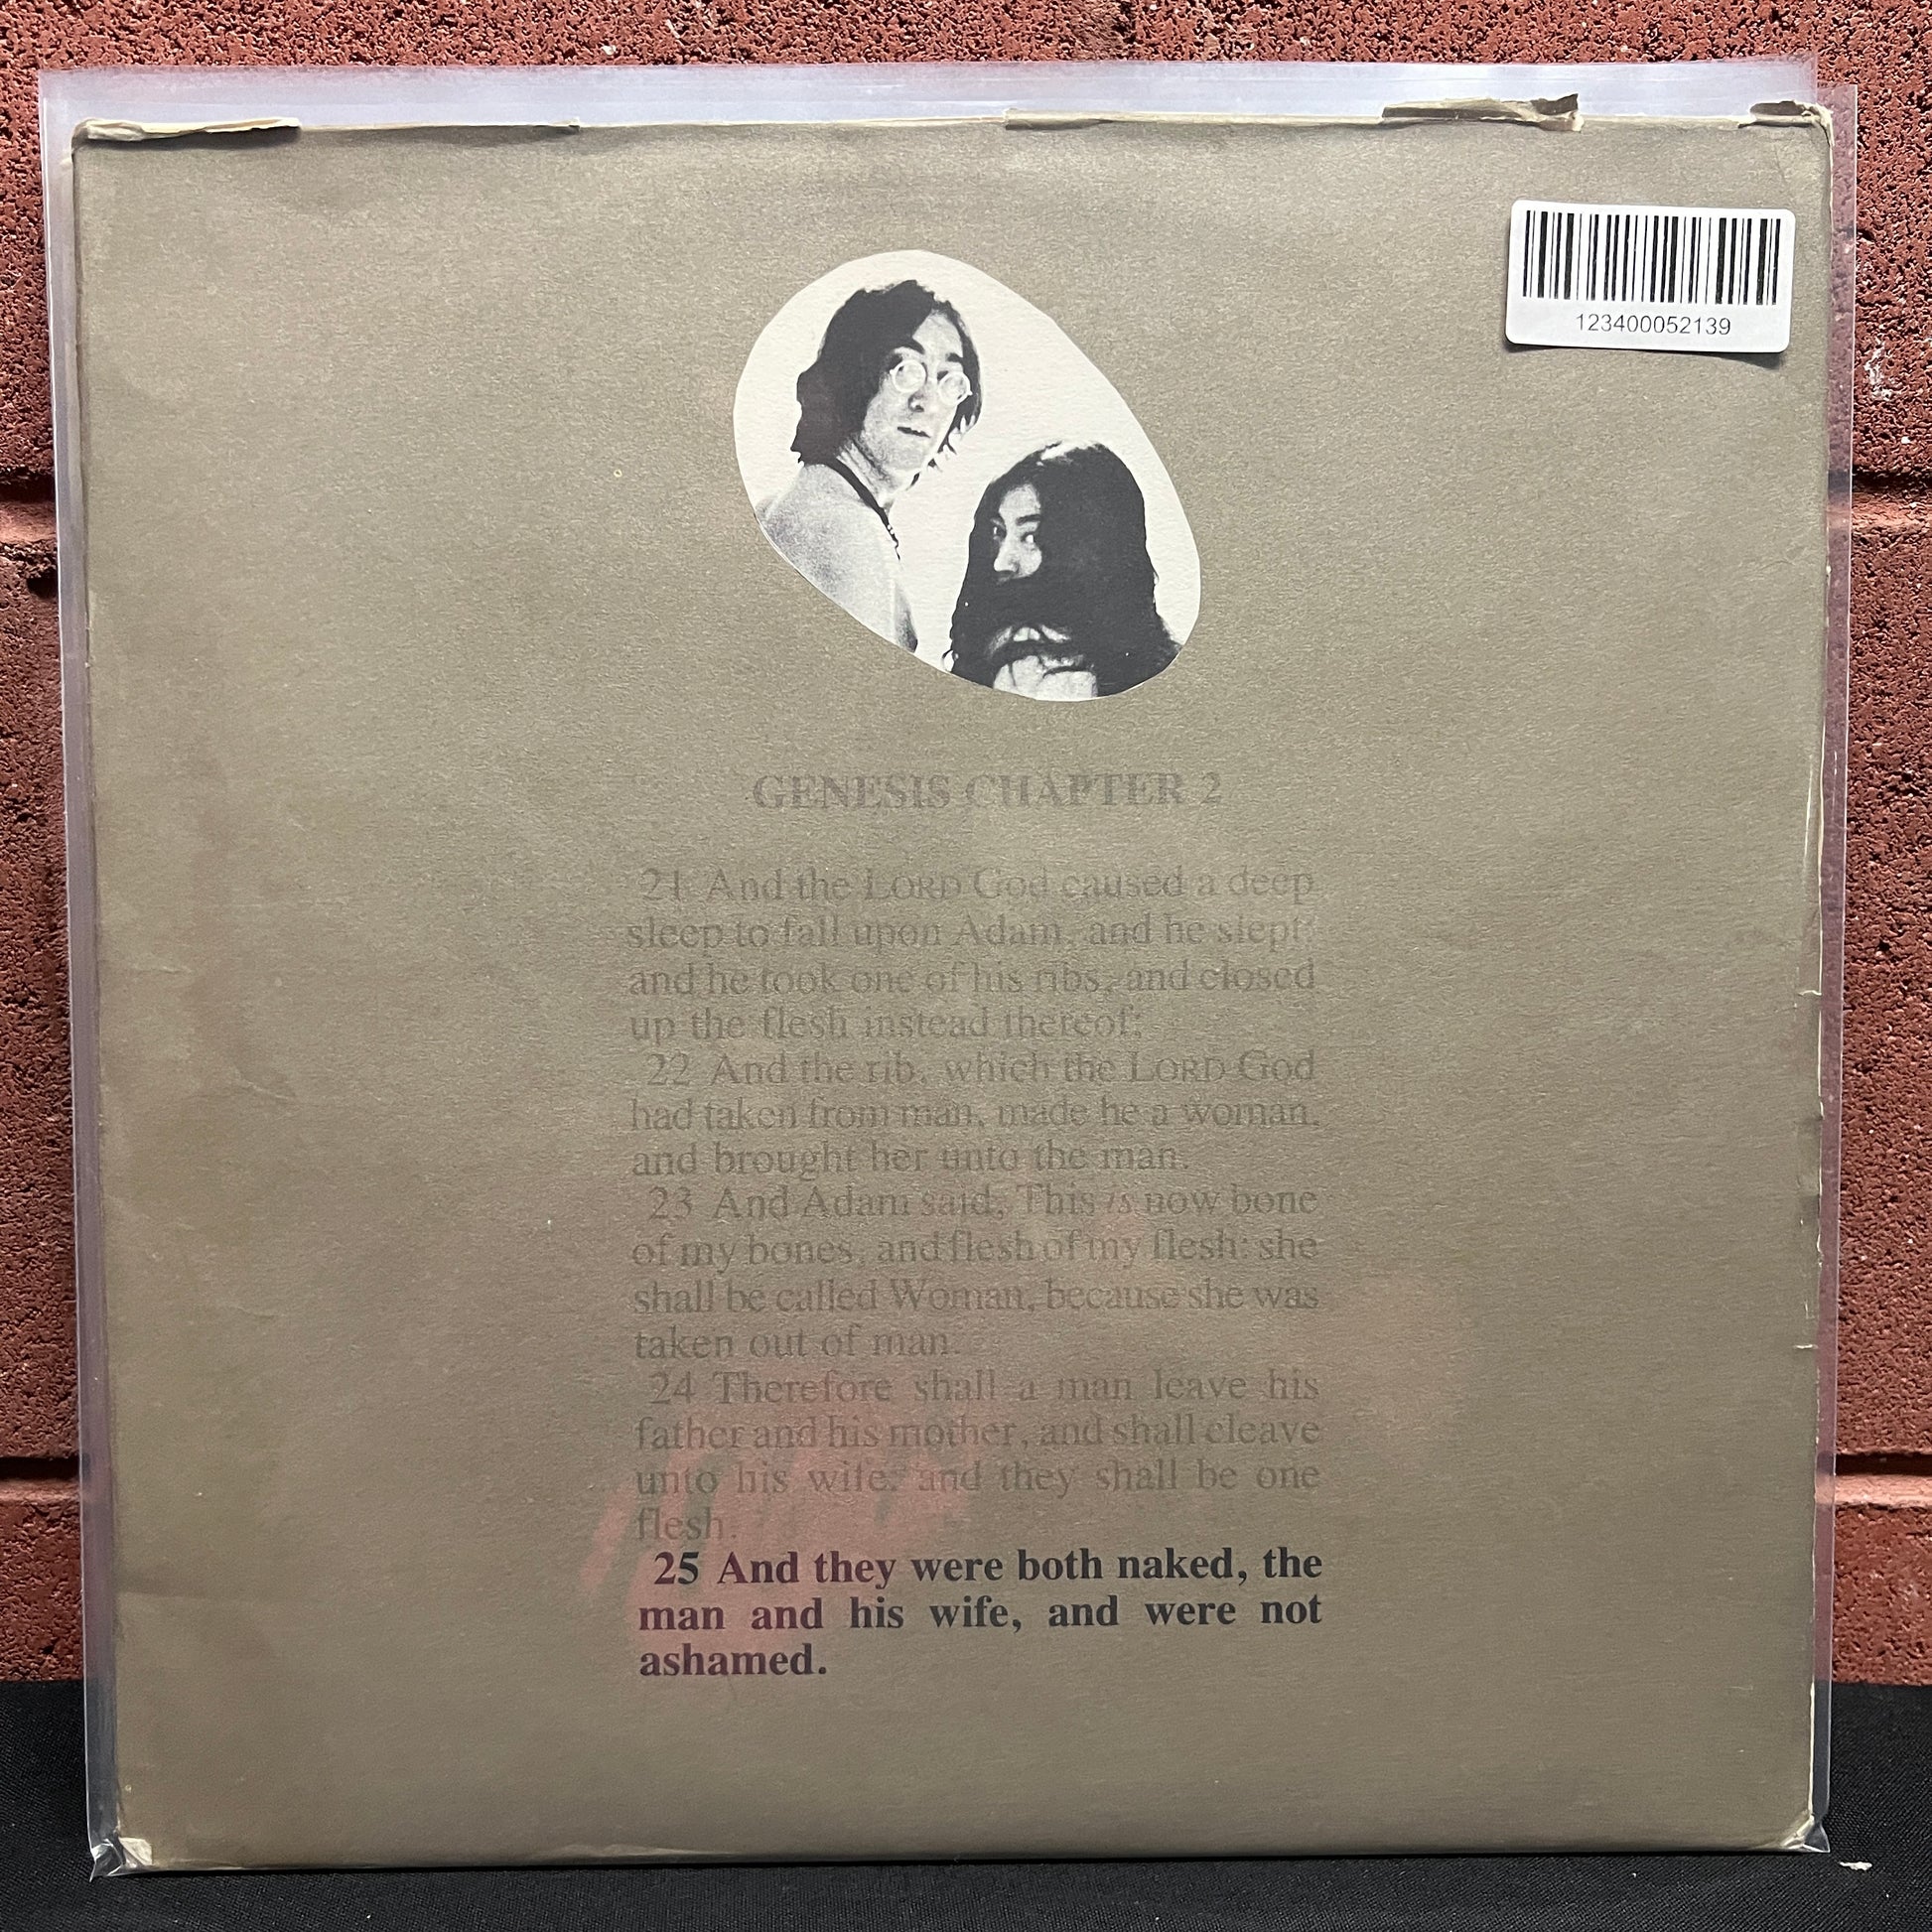 123400052139
GENESIS CHAPTER 2
21 And the LORD God caused a deep
sleep to fall upon Adam, and he slept:
and he took one of his ribs, and closed
up the flesh instead thereof;
22 And the rib, which the LORD God
had taken from man, made he a woman,
and brought her unto the man.
23 And Adam said, This is now bone
of my bones, and flesh of my flesh: she
shall be called Woman, because she was
taken out of man.
24 Therefore shall a man leave his
father and his mother, and shall cleave
unto his wife: and they shall be one
flesh.
25 And they were both naked, the
man and his wife, and were not
ashamed.